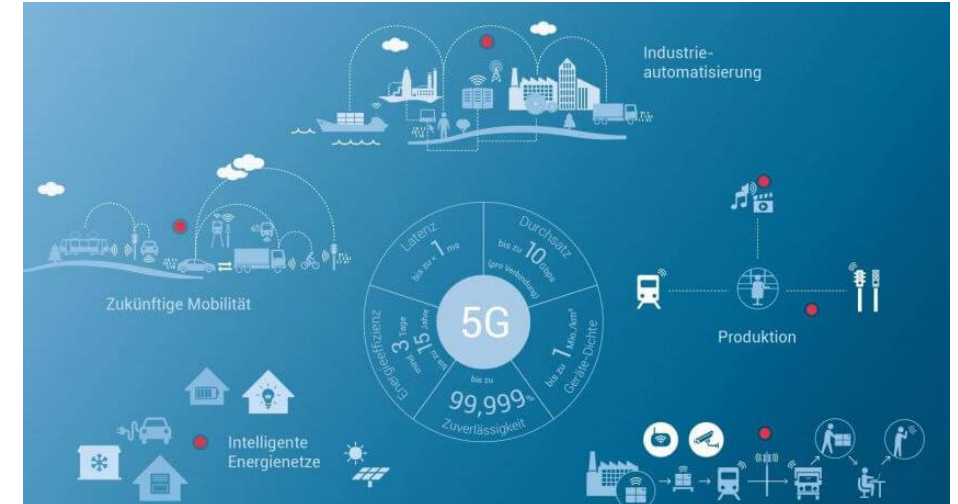 Industrie-
automatisierung
Zukünftige Mobilität
Latenz
bis zu < 1 ms
Durchsatz
bis zu 10 Gbps
(pro Verbindung)
5G
Energieeffizienz
mind. 3 Tage
bis zu 15 Jahre
bis zu 1 Mio./km²
Geräte-Dichte
bis zu
99,999%
Zuverlässigkeit
Produktion
Intelligente
Energienetze